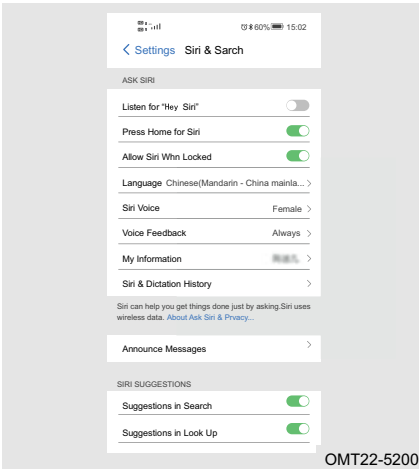 60% 15:02
Settings Siri & Sarch
ASK SIRI
Listen for "Hey Siri"
Press Home for Siri
Allow Siri Whn Locked
Language Chinese(Mandarin - China mainla...
Siri Voice Female
Voice Feedback Always
My Information
Siri & Dictation History
Siri can help you get things done just by asking.Siri uses
wireless data. About Ask Siri & Prvacy...
Announce Messages
SIRI SUGGESTIONS
Suggestions in Search
Suggestions in Look Up
OMT22-5200